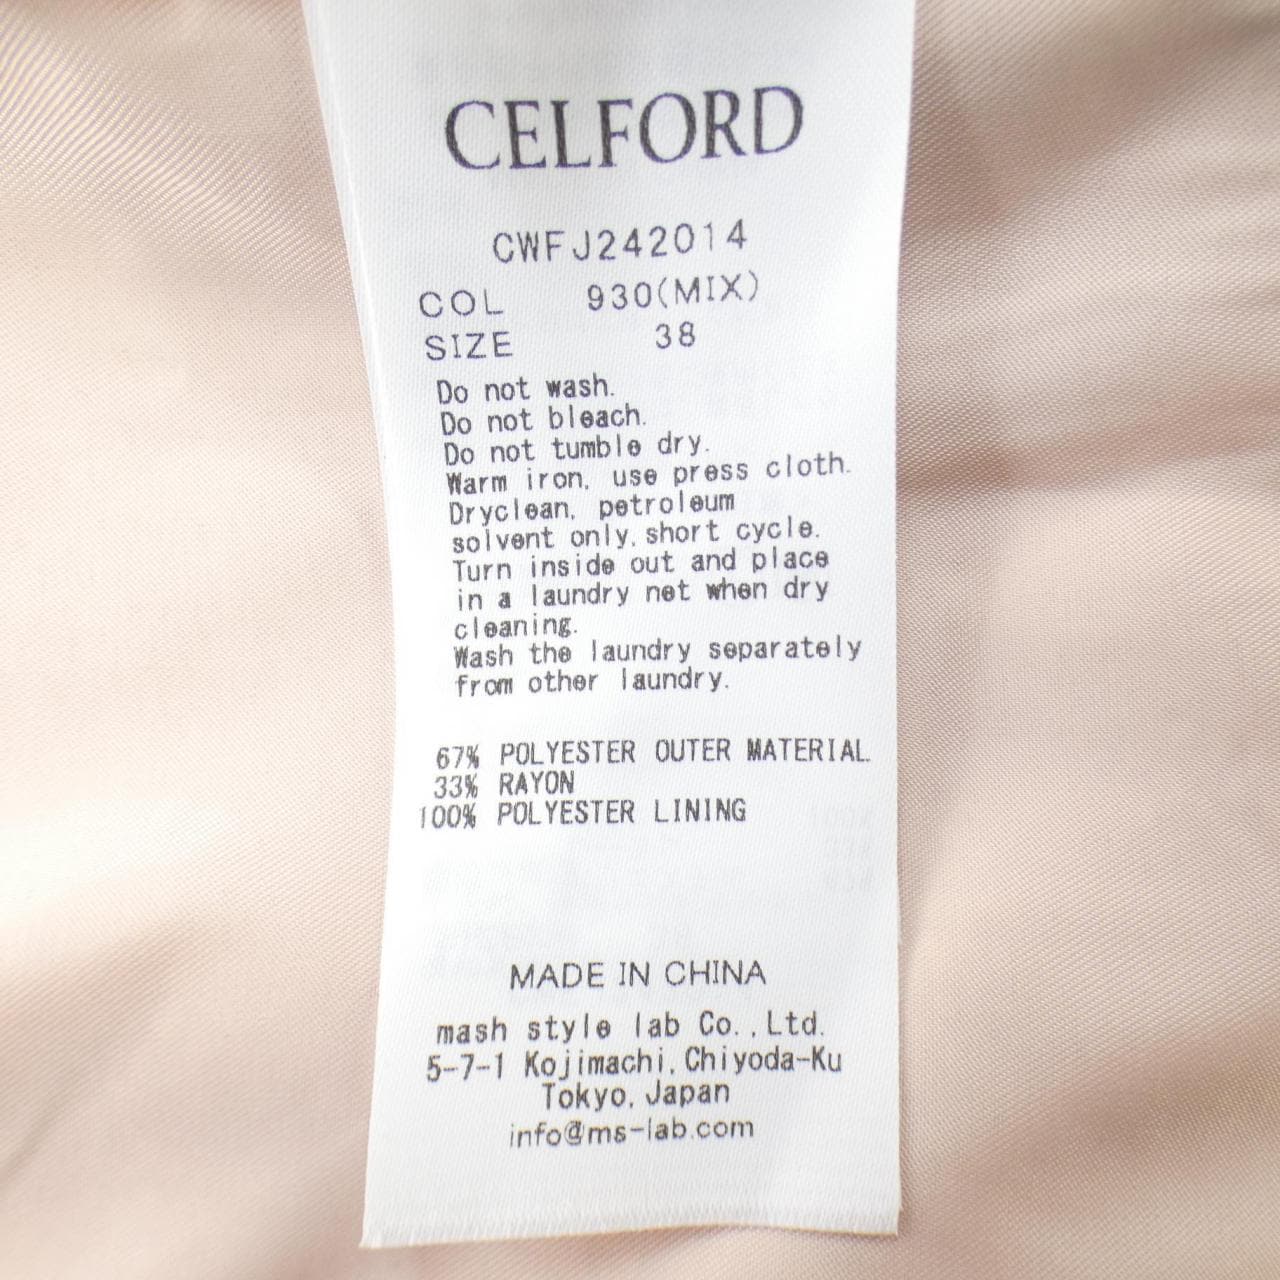 CELFORD
CWFJ242014
COL 930(MIX)
SIZE 38
Do not wash.
Do not bleach.
Do not tumble dry.
Warm iron, use press cloth.
Dryclean, petroleum
solvent only, short cycle.
Turn inside out and place
in a laundry net when dry
cleaning.
Wash the laundry separately
from other laundry.
67% POLYESTER OUTER MATERIAL
33% RAYON
100% POLYESTER LINING
MADE IN CHINA
mash style lab Co.,Ltd.
5-7-1 Kojimachi, Chiyoda-Ku
Tokyo, Japan
info@ms-lab.com